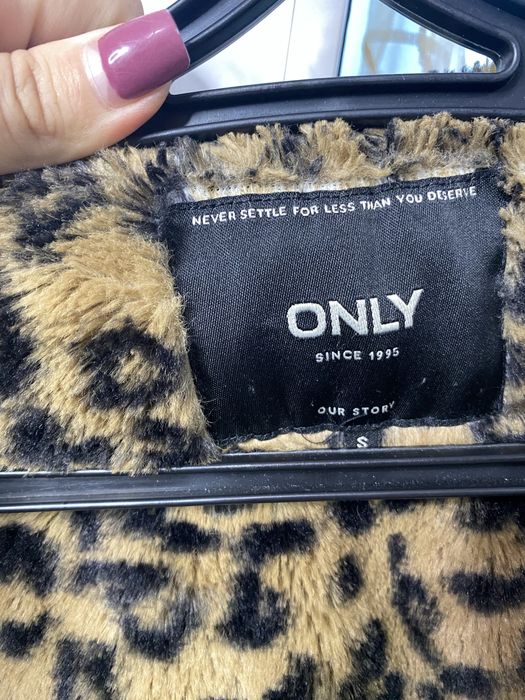 NEVER SETTLE FOR LESS THAN YOU DESERVE
ONLY
SINCE 1995
OUR STORY
S